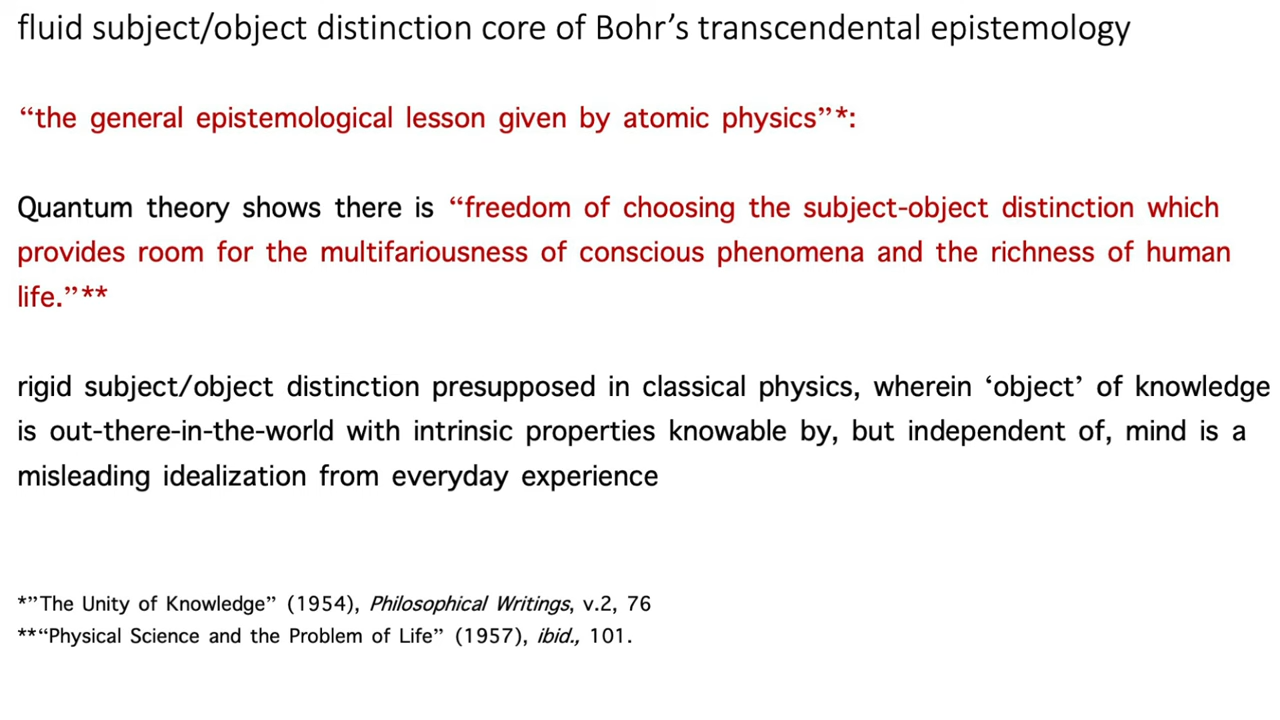 fluid subject/object distinction core of Bohr’s transcendental epistemology
“the general epistemological lesson given by atomic physics”*:
Quantum theory shows there is “freedom of choosing the subject-object distinction which
provides room for the multifariousness of conscious phenomena and the richness of human
life.”**
rigid subject/object distinction presupposed in classical physics, wherein ‘object’ of knowledge
is out-there-in-the-world with intrinsic properties knowable by, but independent of, mind is a
misleading idealization from everyday experience
*”The Unity of Knowledge” (1954), Philosophical Writings, v.2, 76
**“Physical Science and the Problem of Life” (1957), ibid., 101.